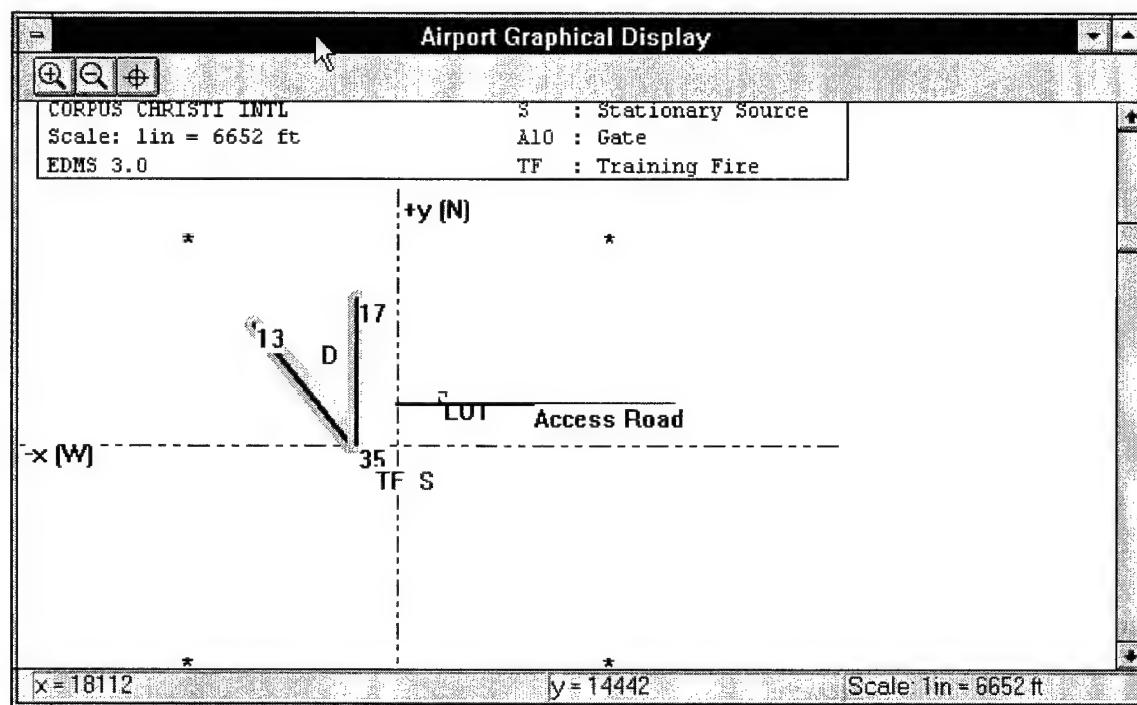 Airport Graphical Display
CORPUS CHRISTI INTL S : Stationary Source
Scale: 1in = 6652 ft A10 : Gate
EDMS 3.0 TF : Training Fire
+y (N)
* *
17
13
D
LOT
Access Road
-x (W)
35
TF S
* *
x = 18112 y = 14442 Scale: 1in = 6652 ft